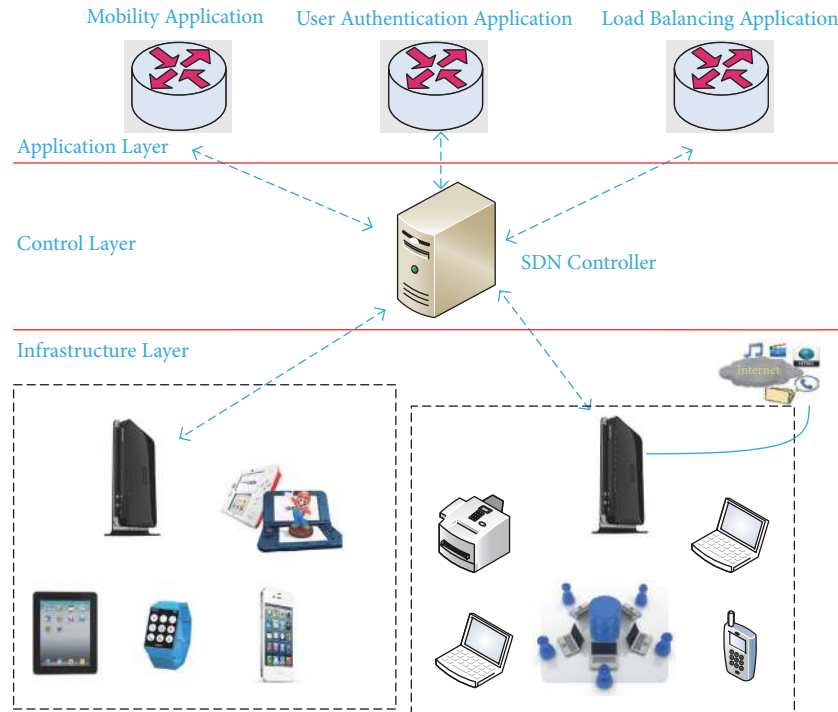 Mobility Application
User Authentication Application
Load Balancing Application
Application Layer
Control Layer
SDN Controller
Infrastructure Layer
Internet